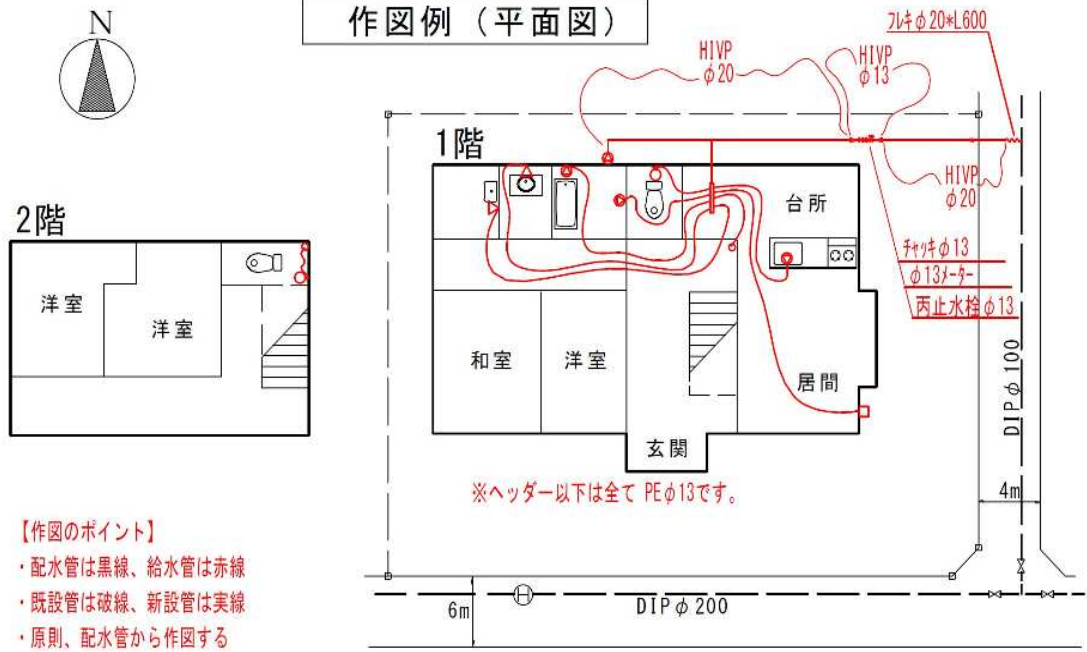 作図例（平面図）
N
フレキφ20*L600
HIVP
φ20
HIVP
φ13
1階
HIVP
φ20
台所
2階
チャッキφ13
φ13メーター
丙止水栓φ13
洋室
洋室
和室
洋室
居間
DIPφ100
玄関
※ヘッダー以下は全て PEφ13です。
4m
【作図のポイント】
・配水管は黒線、給水管は赤線
・既設管は破線、新設管は実線
・原則、配水管から作図する
6m
H
DIPφ200